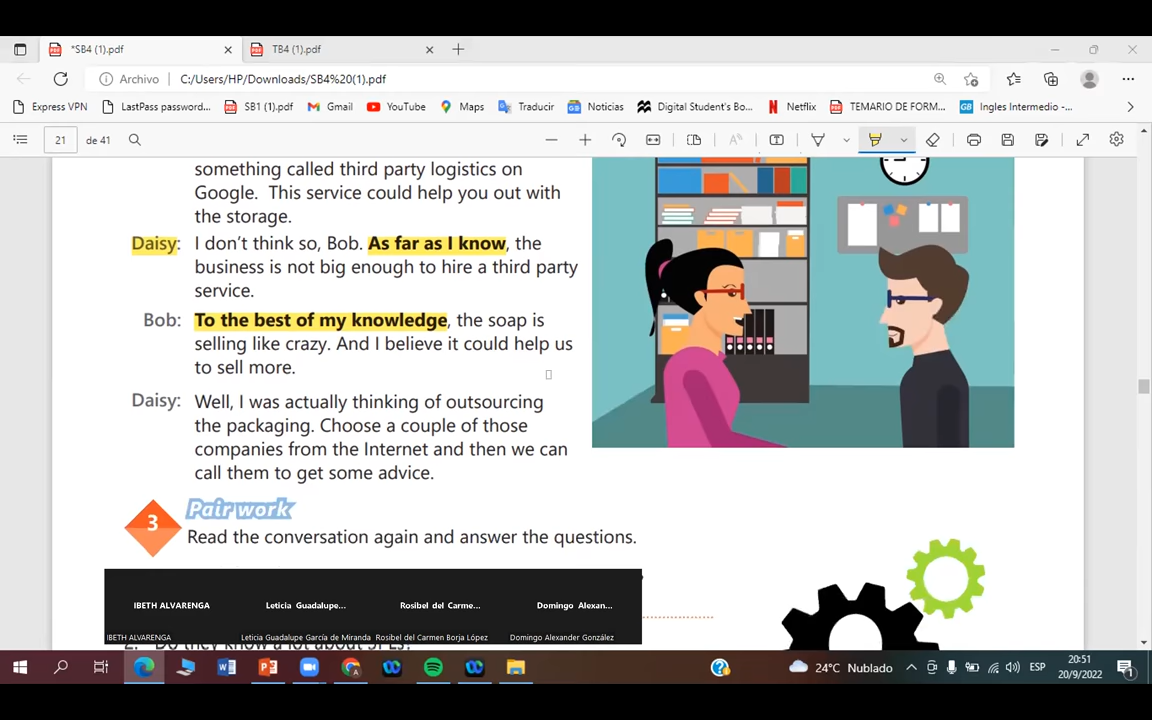 *SB4 (1).pdf
TB4 (1).pdf
Archivo C:/Users/HP/Downloads/SB4%20(1).pdf
Express VPN LastPass password... SB1 (1).pdf Gmail YouTube Maps Traducir Noticias Digital Student's Bo... Netflix TEMARIO DE FORM... Ingles Intermedio -...
21 de 41
something called third party logistics on
Google. This service could help you out with
the storage.
Daisy: I don't think so, Bob. As far as I know, the
business is not big enough to hire a third party
service.
Bob: To the best of my knowledge, the soap is
selling like crazy. And I believe it could help us
to sell more.
Daisy: Well, I was actually thinking of outsourcing
the packaging. Choose a couple of those
companies from the Internet and then we can
call them to get some advice.
3 Pair work
Read the conversation again and answer the questions.
IBETH ALVARENGA Leticia Guadalupe... Rosibel del Carme... Domingo Alexan...
IBETH ALVARENGA Leticia Guadalupe García de Miranda Rosibel del Carmen Borja López Domingo Alexander González
2. Do they know a lot about 3PLs?
24°C Nublado ESP 20:51
20/9/2022